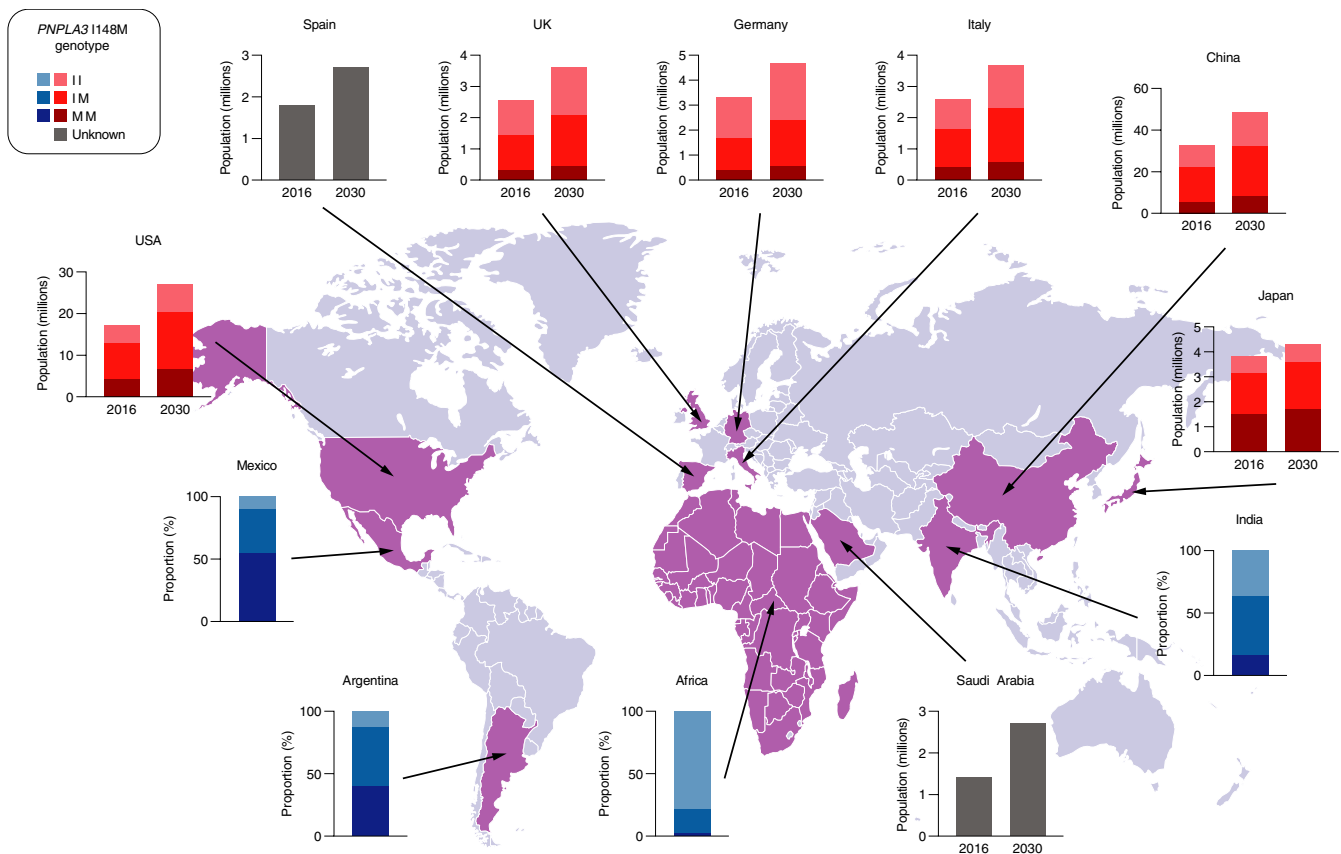 PNPLA3 I148M
genotype
I I
I M
M M
Unknown
Spain
Population (millions)
3
2
1
0
2016 2030
UK
Population (millions)
4
3
2
1
0
2016 2030
Germany
Population (millions)
5
4
3
2
1
0
2016 2030
Italy
Population (millions)
4
3
2
1
0
2016 2030
China
Population (millions)
60
40
20
0
2016 2030
USA
Population (millions)
30
20
10
0
2016 2030
Japan
Population (millions)
5
4
3
2
1
0
2016 2030
Mexico
Proportion (%)
100
50
0
India
Proportion (%)
100
50
0
Argentina
Proportion (%)
100
50
0
Africa
Proportion (%)
100
50
0
Saudi Arabia
Population (millions)
3
2
1
0
2016 2030